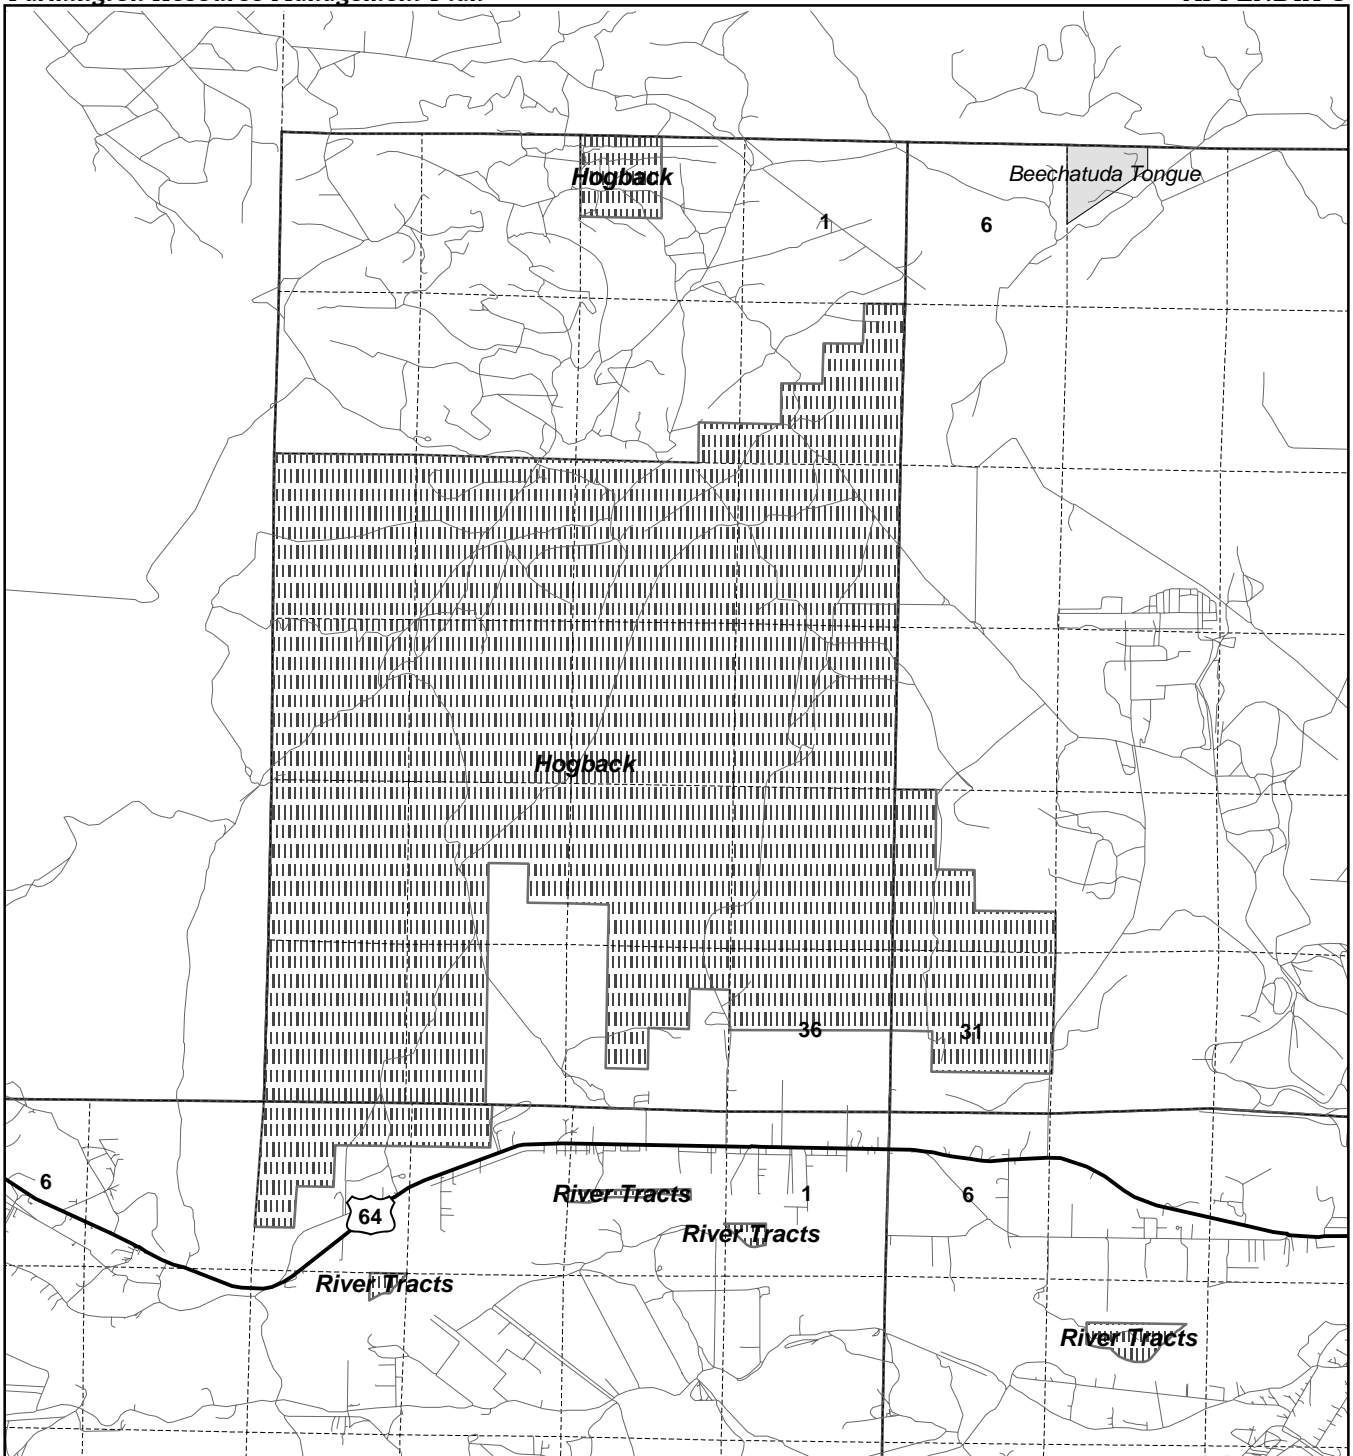 Farmington Resource Management Plan
APPENDIX C
Hogback
Beechatuda Tongue
1
6
Hogback
36
31
6
River Tracts
1
6
64
River Tracts
River Tracts
River Tracts